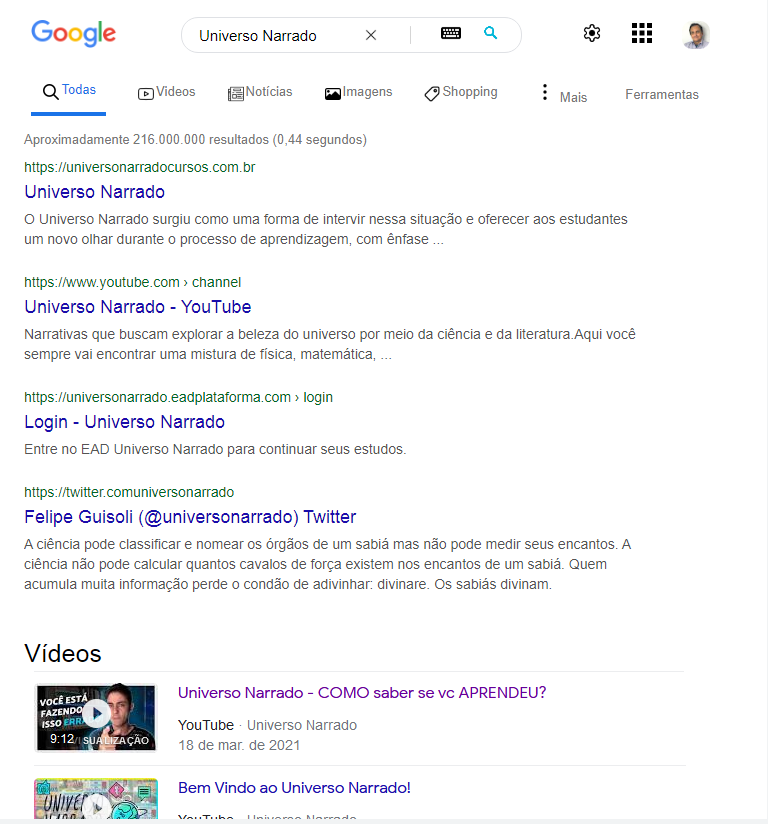 Google
Universo Narrado
Todas
Videos
Notícias
Imagens
Shopping
Mais
Ferramentas
Aproximadamente 216.000.000 resultados (0,44 segundos)
https://universonarradocursos.com.br
Universo Narrado
O Universo Narrado surgiu como uma forma de intervir nessa situação e oferecer aos estudantes
um novo olhar durante o processo de aprendizagem, com ênfase ...
https://www.youtube.com › channel
Universo Narrado - YouTube
Narrativas que buscam explorar a beleza do universo por meio da ciência e da literatura.Aqui você
sempre vai encontrar uma mistura de física, matemática, ...
https://universonarrado.eadplataforma.com › login
Login - Universo Narrado
Entre no EAD Universo Narrado para continuar seus estudos.
https://twitter.comuniversonarrado
Felipe Guisoli (@universonarrado) Twitter
A ciência pode classificar e nomear os órgãos de um sabiá mas não pode medir seus encantos. A
ciência não pode calcular quantos cavalos de força existem nos encantos de um sabiá. Quem
acumula muita informação perde o condão de adivinhar: divinare. Os sabiás divinam.
Vídeos
VOCÊ ESTÁ
FAZENDO
ISSO
9:12
Universo Narrado - COMO saber se vc APRENDEU?
YouTube · Universo Narrado
18 de mar. de 2021
Bem Vindo ao Universo Narrado!
YouTube · Universo Narrado